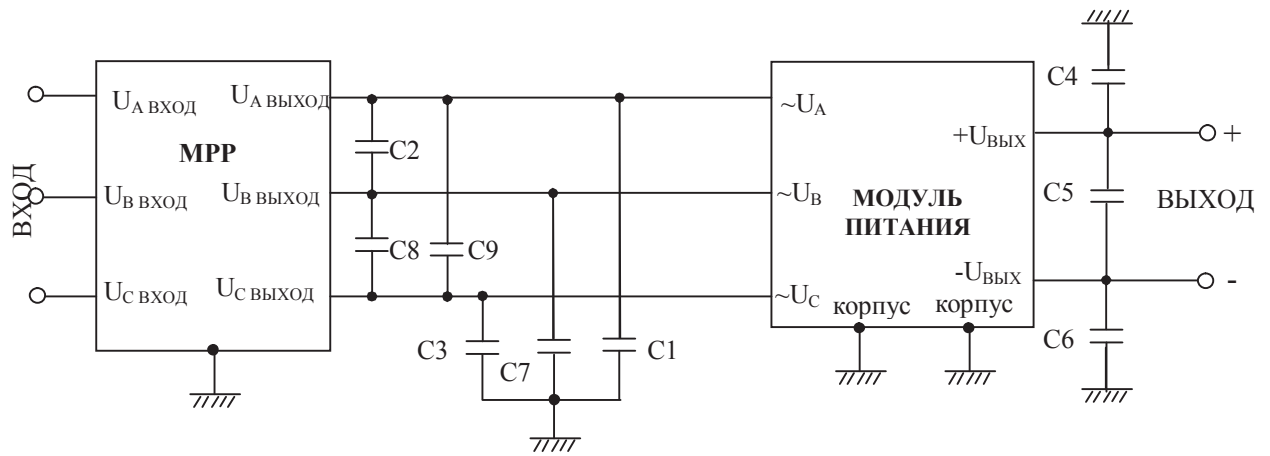 ВХОД
U_A ВХОД
U_B ВХОД
U_C ВХОД
МРР
U_A ВЫХОД
U_B ВЫХОД
U_C ВЫХОД
C2
C8
C9
C3
C7
C1
~U_A
~U_B
~U_C
МОДУЛЬ
ПИТАНИЯ
+U_ВЫХ
-U_ВЫХ
корпус
корпус
C4
C5
C6
+
ВЫХОД
-